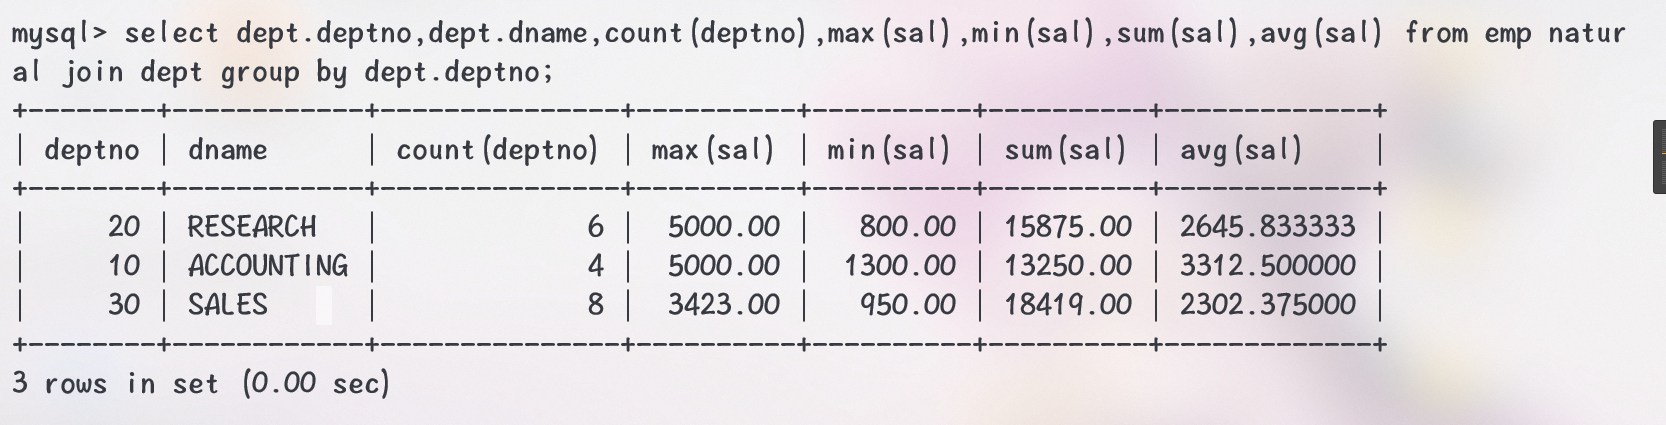 mysql> select dept.deptno,dept.dname,count(deptno),max(sal),min(sal),sum(sal),avg(sal) from emp natur
al join dept group by dept.deptno;
+--------+------------+---------------+----------+----------+----------+-------------+
| deptno | dname      | count(deptno) | max(sal) | min(sal) | sum(sal) | avg(sal)    |
+--------+------------+---------------+----------+----------+----------+-------------+
|     20 | RESEARCH   |             6 |  5000.00 |   800.00 | 15875.00 | 2645.833333 |
|     10 | ACCOUNTING |             4 |  5000.00 |  1300.00 | 13250.00 | 3312.500000 |
|     30 | SALES      |             8 |  3423.00 |   950.00 | 18419.00 | 2302.375000 |
+--------+------------+---------------+----------+----------+----------+-------------+
3 rows in set (0.00 sec)